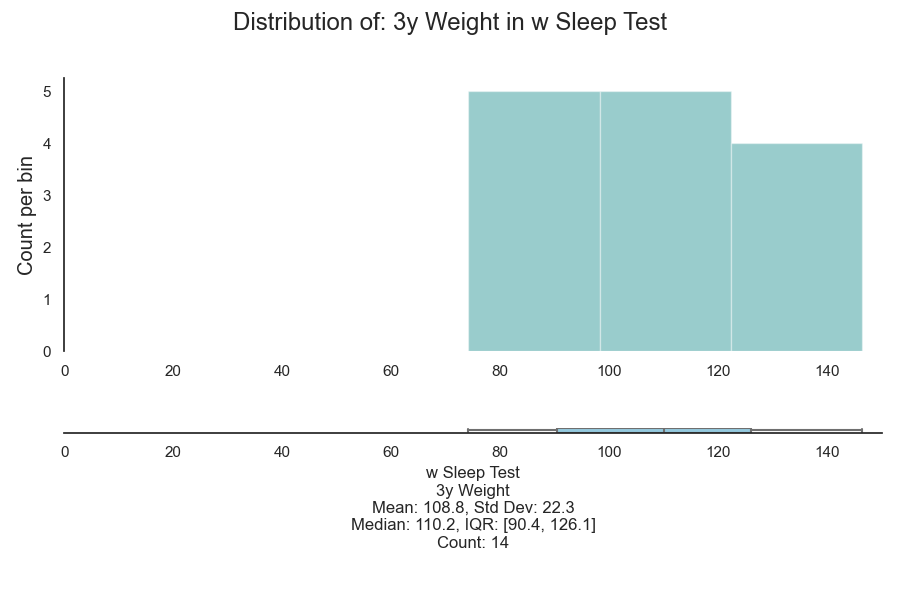 Distribution of: 3y Weight in w Sleep Test
Count per bin
5
4
3
2
1
0
0 20 40 60 80 100 120 140
0 20 40 60 80 100 120 140
w Sleep Test
3y Weight
Mean: 108.8, Std Dev: 22.3
Median: 110.2, IQR: [90.4, 126.1]
Count: 14